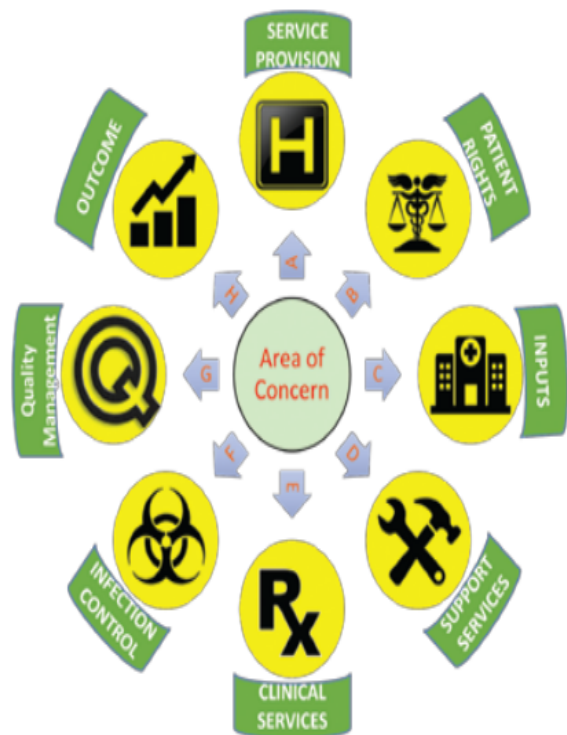 SERVICE
PROVISION
H
A
PATIENT
RIGHTS
B
INPUTS
C
SUPPORT
SERVICES
D
Rx
CLINICAL
SERVICES
E
INFECTION
CONTROL
F
Q
Quality
Management
G
OUTCOME
H
Area of
Concern